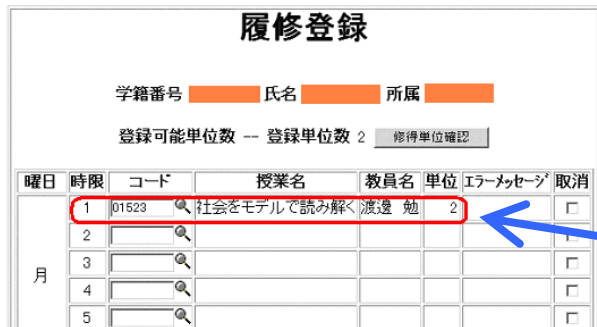 履修登録
学籍番号 氏名 所属
登録可能単位数 -- 登録単位数 2 修得単位確認
曜日 時限 コード 授業名 教員名 単位 エラーメッセージ 取消
1 01523 社会をモデルで読み解く 渡邊 勉 2
2
3
月
4
5